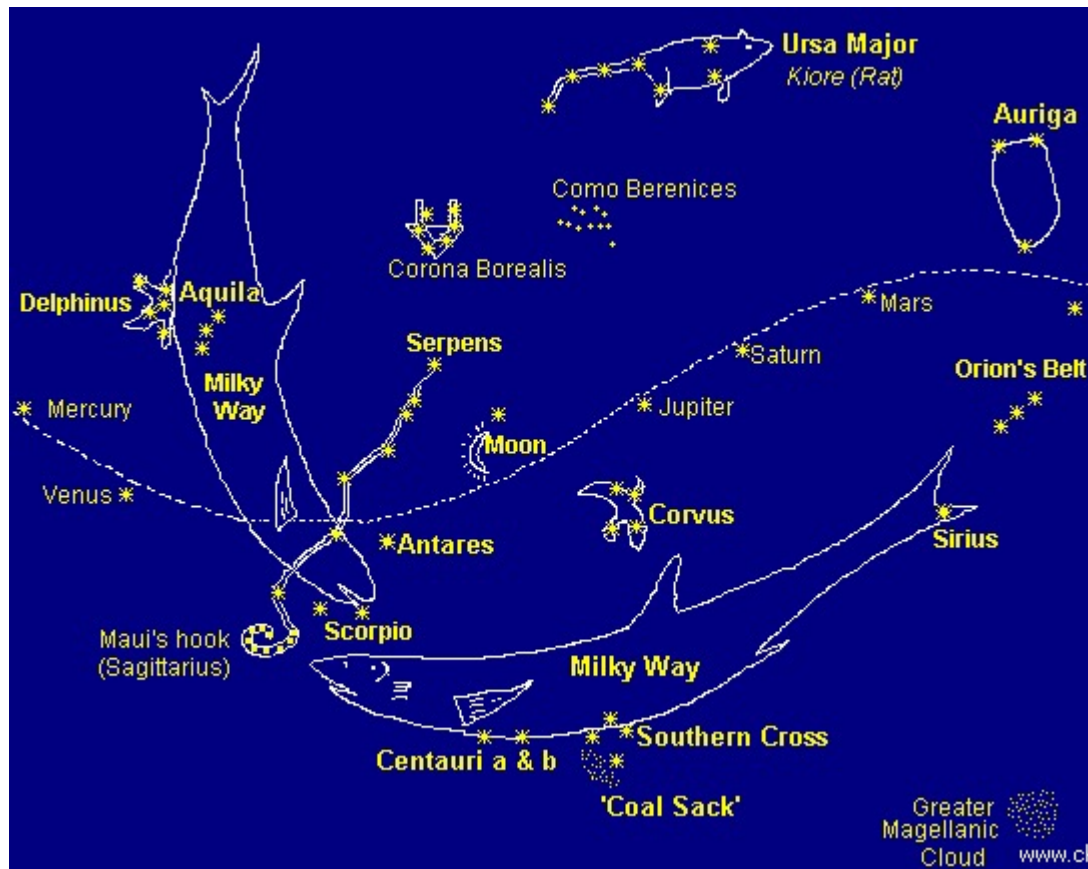 Ursa Major
Kiore (Rat)
Auriga
Como Berenices
Corona Borealis
Delphinus
Aquila
Mars
Serpens
Saturn
Milky
Way
Orion's Belt
Mercury
Jupiter
Moon
Venus
Corvus
Antares
Sirius
Scorpio
Maui's hook
(Sagittarius)
Milky Way
Southern Cross
Centauri a & b
'Coal Sack'
Greater
Magellanic
Cloud